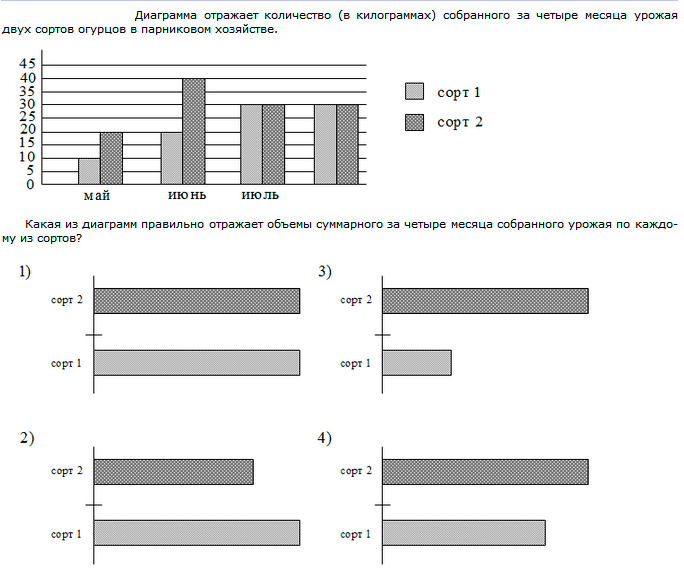 Диаграмма отражает количество (в килограммах) собранного за четыре месяца урожая
двух сортов огурцов в парниковом хозяйстве.
45
40
35
30
25
20
15
10
5
0
май июнь июль
сорт 1
сорт 2
Какая из диаграмм правильно отражает объемы суммарного за четыре месяца собранного урожая по каждо-
му из сортов?
1)
сорт 2
сорт 1
3)
сорт 2
сорт 1
2)
сорт 2
сорт 1
4)
сорт 2
сорт 1